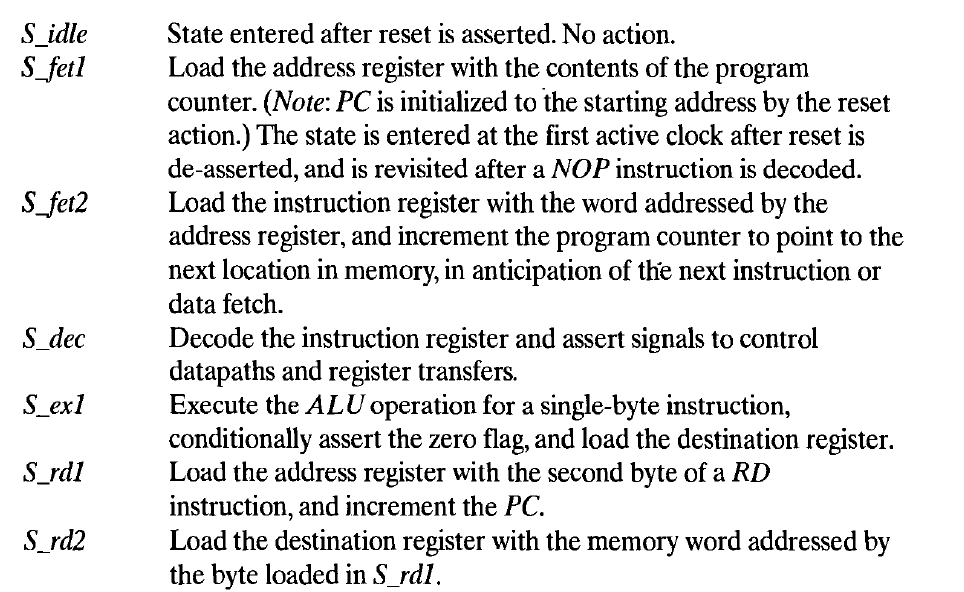 S_idle State entered after reset is asserted. No action.
S_fet1 Load the address register with the contents of the program
counter. (Note: PC is initialized to the starting address by the reset
action.) The state is entered at the first active clock after reset is
de-asserted, and is revisited after a NOP instruction is decoded.
S_fet2 Load the instruction register with the word addressed by the
address register, and increment the program counter to point to the
next location in memory, in anticipation of the next instruction or
data fetch.
S_dec Decode the instruction register and assert signals to control
datapaths and register transfers.
S_ex1 Execute the ALU operation for a single-byte instruction,
conditionally assert the zero flag, and load the destination register.
S_rd1 Load the address register with the second byte of a RD
instruction, and increment the PC.
S_rd2 Load the destination register with the memory word addressed by
the byte loaded in S_rd1.